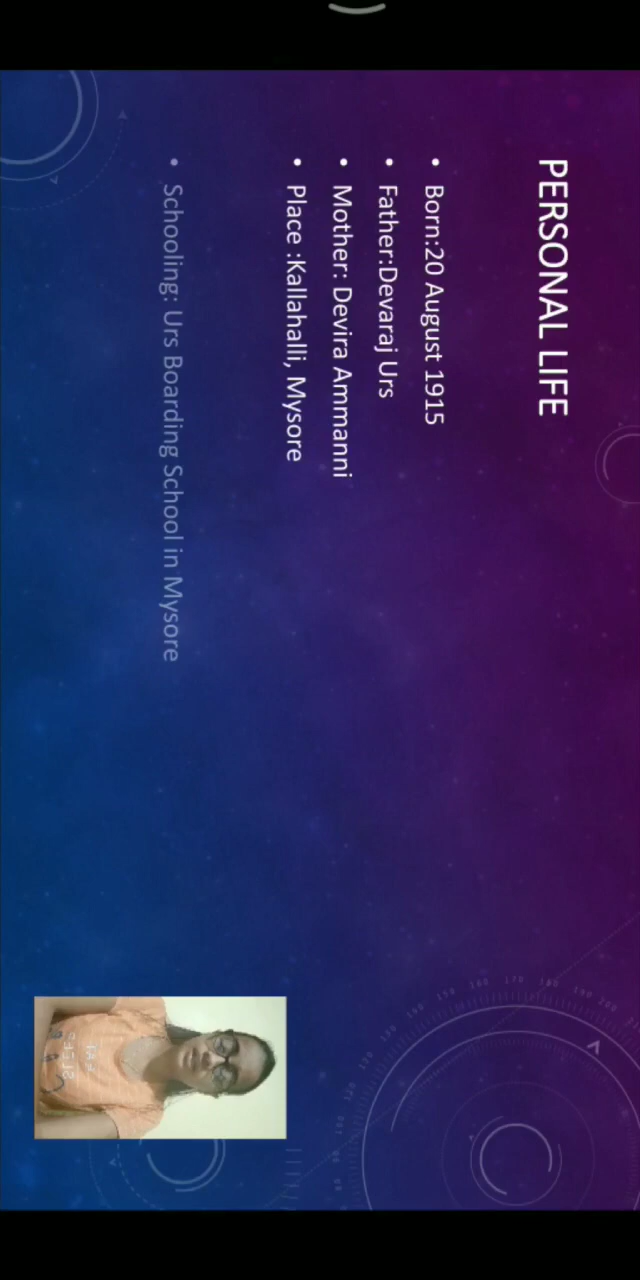 PERSONAL LIFE
• Born:20 August 1915
• Father:Devaraj Urs
• Mother: Devira Ammanni
• Place :Kallahalli, Mysore
• Schooling: Urs Boarding School in Mysore